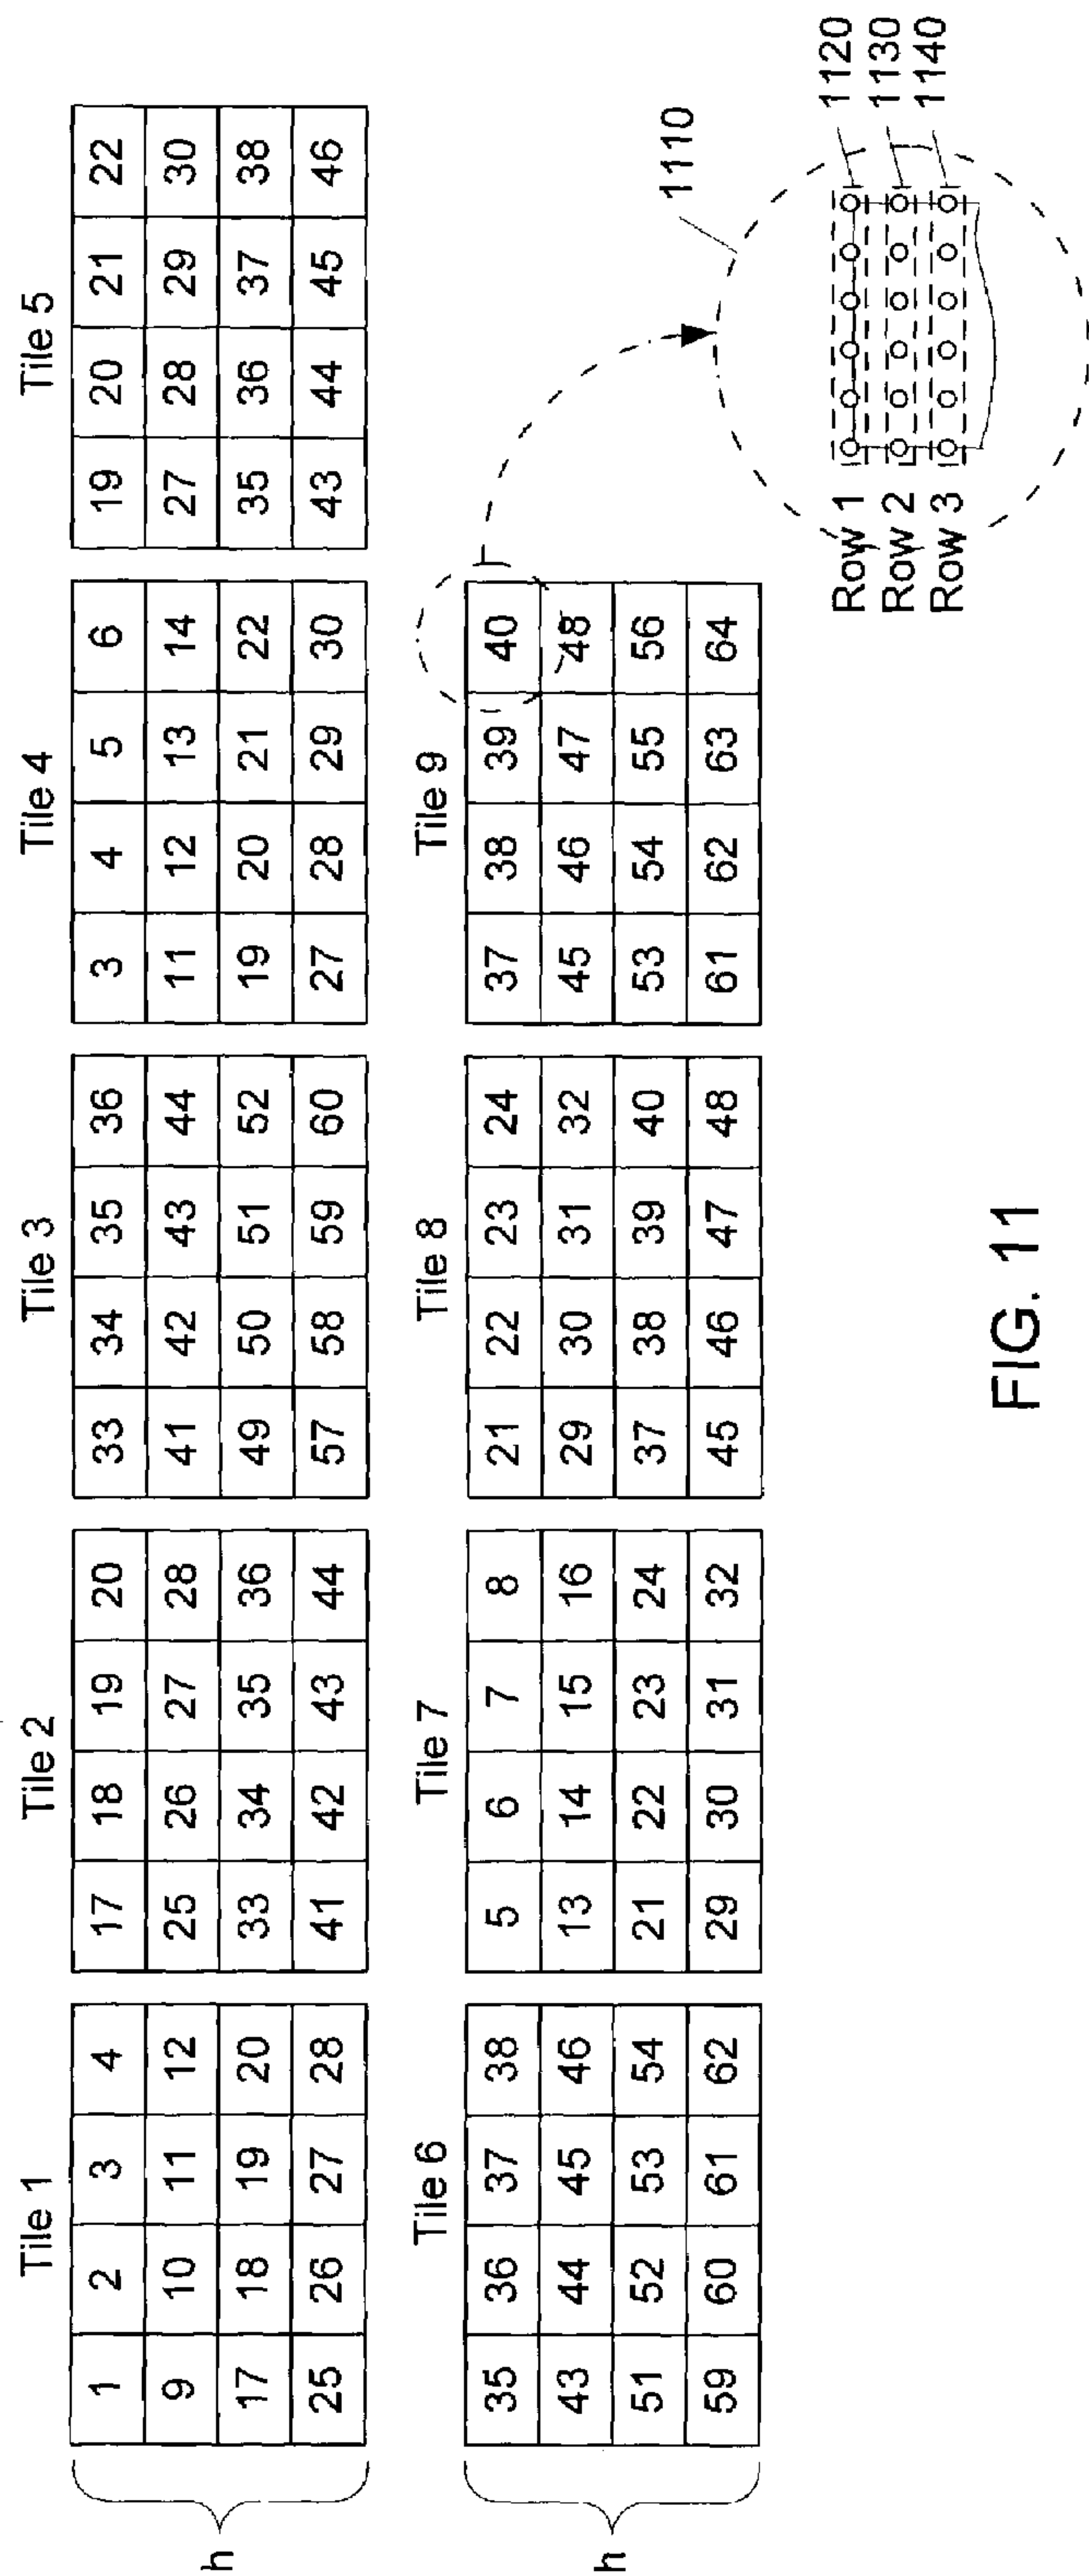 Tile 1 Tile 2 Tile 3 Tile 4 Tile 5
1 2 3 4 17 18 19 20 33 34 35 36 3 4 5 6 19 20 21 22
9 10 11 12 25 26 27 28 41 42 43 44 11 12 13 14 27 28 29 30
17 18 19 20 33 34 35 36 49 50 51 52 19 20 21 22 35 36 37 38
25 26 27 28 41 42 43 44 57 58 59 60 27 28 29 30 43 44 45 46
h
Tile 6 Tile 7 Tile 8 Tile 9
35 36 37 38 5 6 7 8 21 22 23 24 37 38 39 40
43 44 45 46 13 14 15 16 29 30 31 32 45 46 47 48
51 52 53 54 21 22 23 24 37 38 39 40 53 54 55 56
59 60 61 62 29 30 31 32 45 46 47 48 61 62 63 64
h
1110
Row 1 1120
Row 2 1130
Row 3 1140
FIG. 11